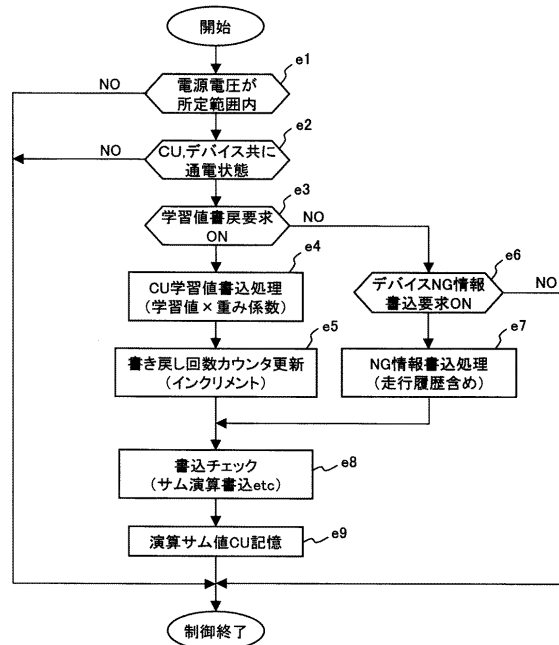 開始
e1
NO
電源電圧が
所定範囲内
e2
NO
CU,デバイス共に
通電状態
e3
学習値書戻要求
ON
NO
e4
e6
CU学習値書込処理
(学習値×重み係数)
デバイスNG情報
書込要求ON
NO
e5
e7
書き戻し回数カウンタ更新
(インクリメント)
NG情報書込処理
(走行履歴含め)
e8
書込チェック
(サム演算書込etc)
e9
演算サム値CU記憶
制御終了